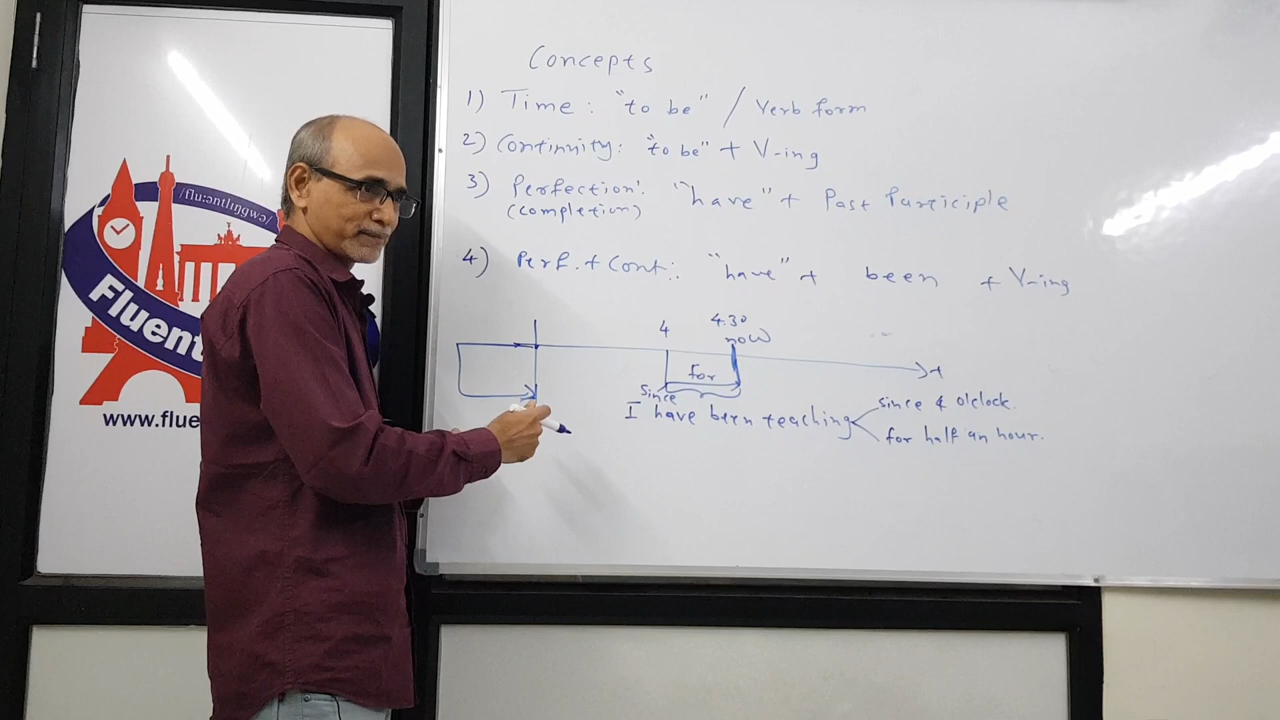 Concepts
1) Time: "to be" / Verb form
2) Continuity: "to be" + V-ing
3) Perfection: "have" + Past Participle
(completion)
4) Perf. + Cont.: "have" + been + V-ing
4 4.30
now
for
since
I have been teaching since 4 o'clock.
for half an hour.
/flu:əntlıŋgwə/
Fluent
www.flue